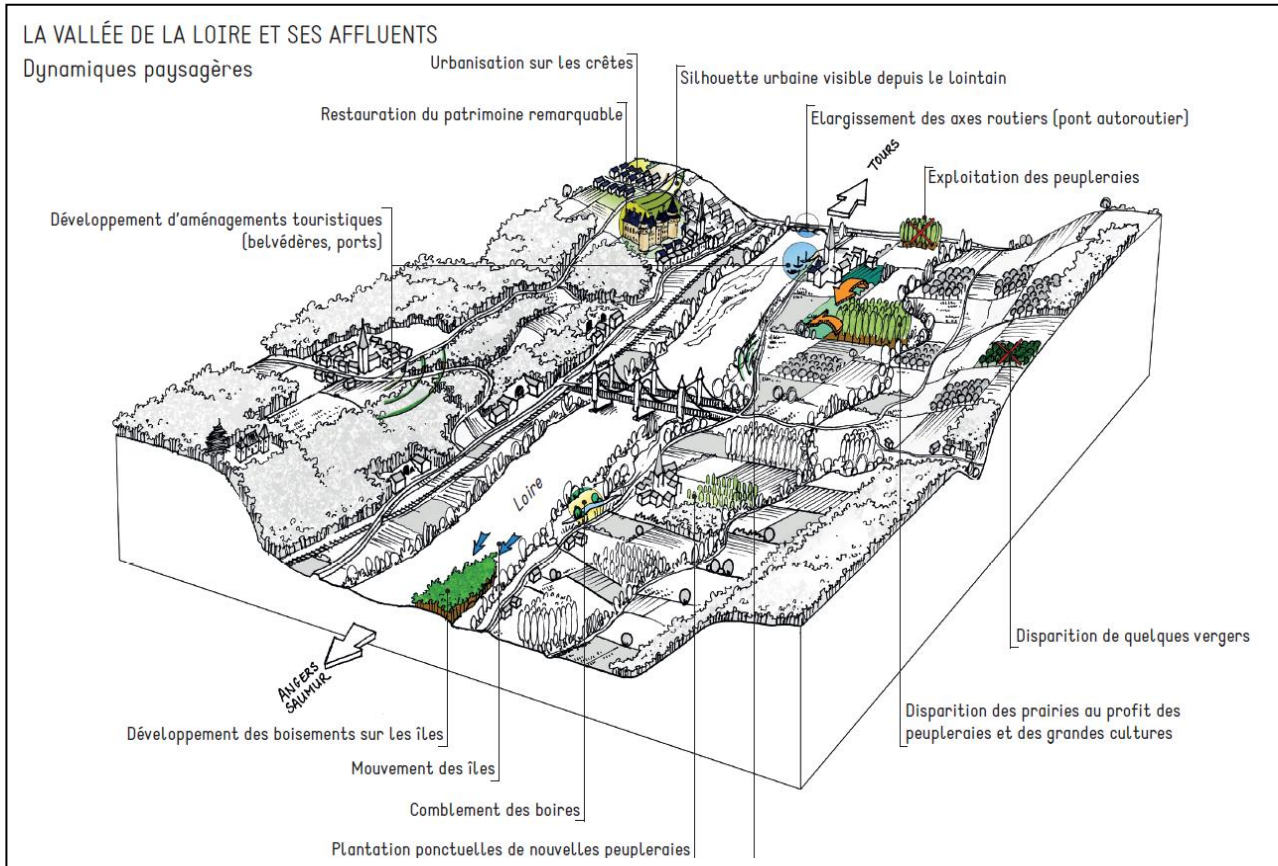 LA VALLÉE DE LA LOIRE ET SES AFFLUENTS
Dynamiques paysagères
Urbanisation sur les crêtes
Silhouette urbaine visible depuis le lointain
Restauration du patrimoine remarquable
Elargissement des axes routiers (pont autoroutier)
TOURS
Exploitation des peupleraies
Développement d'aménagements touristiques
(belvédères, ports)
Loire
ANGERS
SAUMUR
Disparition de quelques vergers
Disparition des prairies au profit des
peupleraies et des grandes cultures
Développement des boisements sur les îles
Mouvement des îles
Comblement des boires
Plantation ponctuelles de nouvelles peupleraies